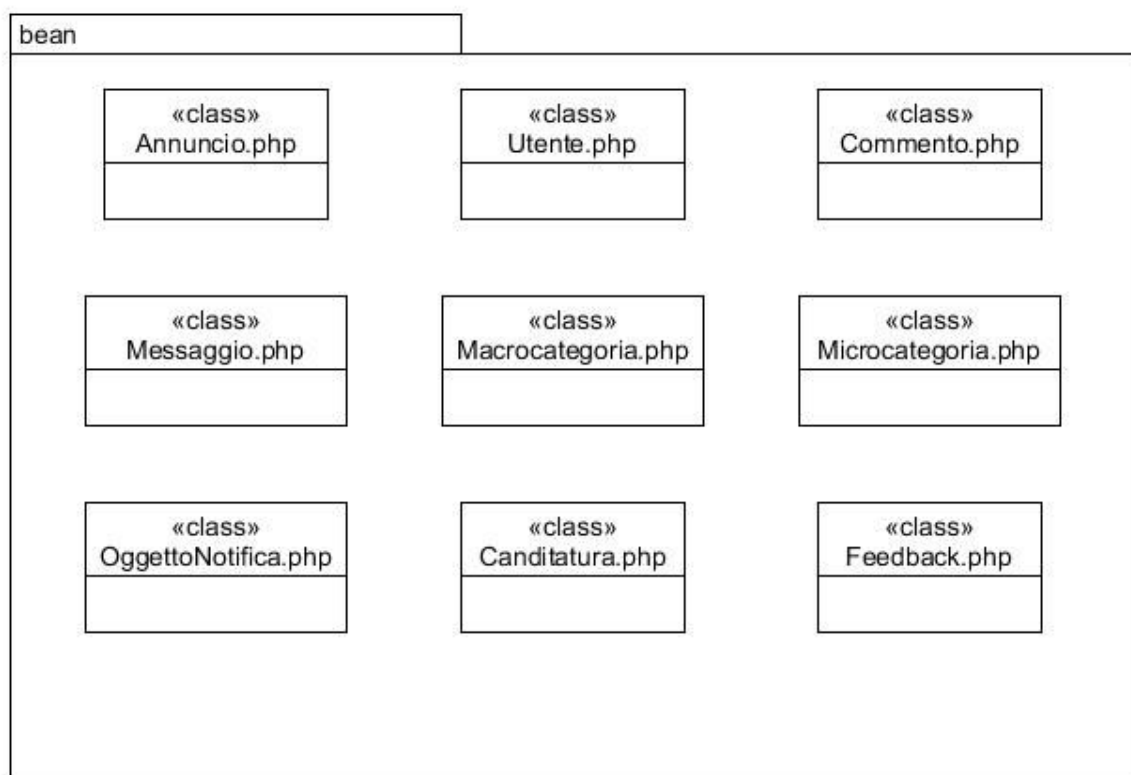 bean
«class»
Annuncio.php
«class»
Utente.php
«class»
Commento.php
«class»
Messaggio.php
«class»
Macrocategoria.php
«class»
Microcategoria.php
«class»
OggettoNotifica.php
«class»
Canditatura.php
«class»
Feedback.php